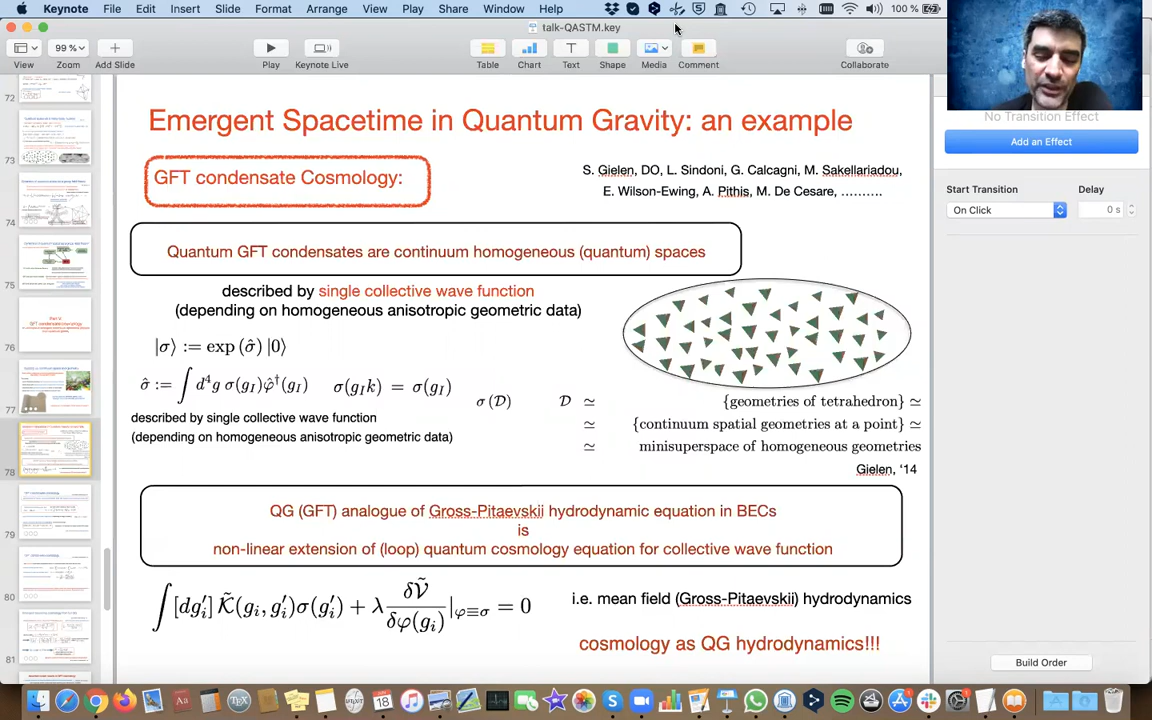 Keynote File Edit Insert Slide Format Arrange View Play Share Window Help 100 %
talk-QASTM.key
99 %
View Zoom Add Slide Play Keynote Live Table Chart Text Shape Media Comment Collaborate
No Transition Effect
Add an Effect
Start Transition Delay
On Click 0 s
72
73
74
75
76
77
78
79
80
81
Emergent Spacetime in Quantum Gravity: an example
GFT condensate Cosmology:
S. Gielen, DO, L. Sindoni, G. Calcagni, M. Sakellariadou,
E. Wilson-Ewing, A. Pithis, M. De Cesare, .........
Quantum GFT condensates are continuum homogeneous (quantum) spaces
described by single collective wave function
(depending on homogeneous anisotropic geometric data)
|σ⟩ := exp (σ̂) |0⟩
σ̂ := ∫ d⁴g σ(g_I)φ̂†(g_I) σ(g_I k) = σ(g_I)
σ(𝒟) 𝒟 ≃ {geometries of tetrahedron} ≃
described by single collective wave function
≃ {continuum spatial geometries at a point} ≃
(depending on homogeneous anisotropic geometric data)
≃ minisuperspace of homogeneous geometries
Gielen, ‘14
QG (GFT) analogue of Gross-Pitaevskii hydrodynamic equation in BECs
is
non-linear extension of (loop) quantum cosmology equation for collective wave function
∫[dg′_i] 𝒦̃(g_i, g′_i)σ(g′_i) + λ δ𝒱̃/δφ(g_i) |_φ≡σ = 0
i.e. mean field (Gross-Pitaevskii) hydrodynamics
cosmology as QG hydrodynamics!!!
Build Order
18